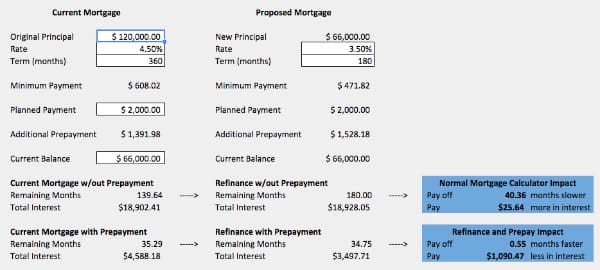 Current Mortgage Proposed Mortgage
Original Principal $ 120,000.00 New Principal $ 66,000.00
Rate 4.50% Rate 3.50%
Term (months) 360 Term (months) 180
Minimum Payment $ 608.02 Minimum Payment $ 471.82
Planned Payment $ 2,000.00 Planned Payment $ 2,000.00
Additional Prepayment $ 1,391.98 Additional Prepayment $ 1,528.18
Current Balance $ 66,000.00 Current Balance $ 66,000.00
Current Mortgage w/out Prepayment Refinance w/out Prepayment Normal Mortgage Calculator Impact
Remaining Months 139.64 -----> Remaining Months 180.00 -----> Pay off 40.36 months slower
Total Interest $18,902.41 Total Interest $18,928.05 Pay $25.64 more in interest
Current Mortgage with Prepayment Refinance with Prepayment Refinance and Prepay Impact
Remaining Months 35.29 -----> Remaining Months 34.75 -----> Pay off 0.55 months faster
Total Interest $4,588.18 Total Interest $3,497.71 Pay $1,090.47 less in interest